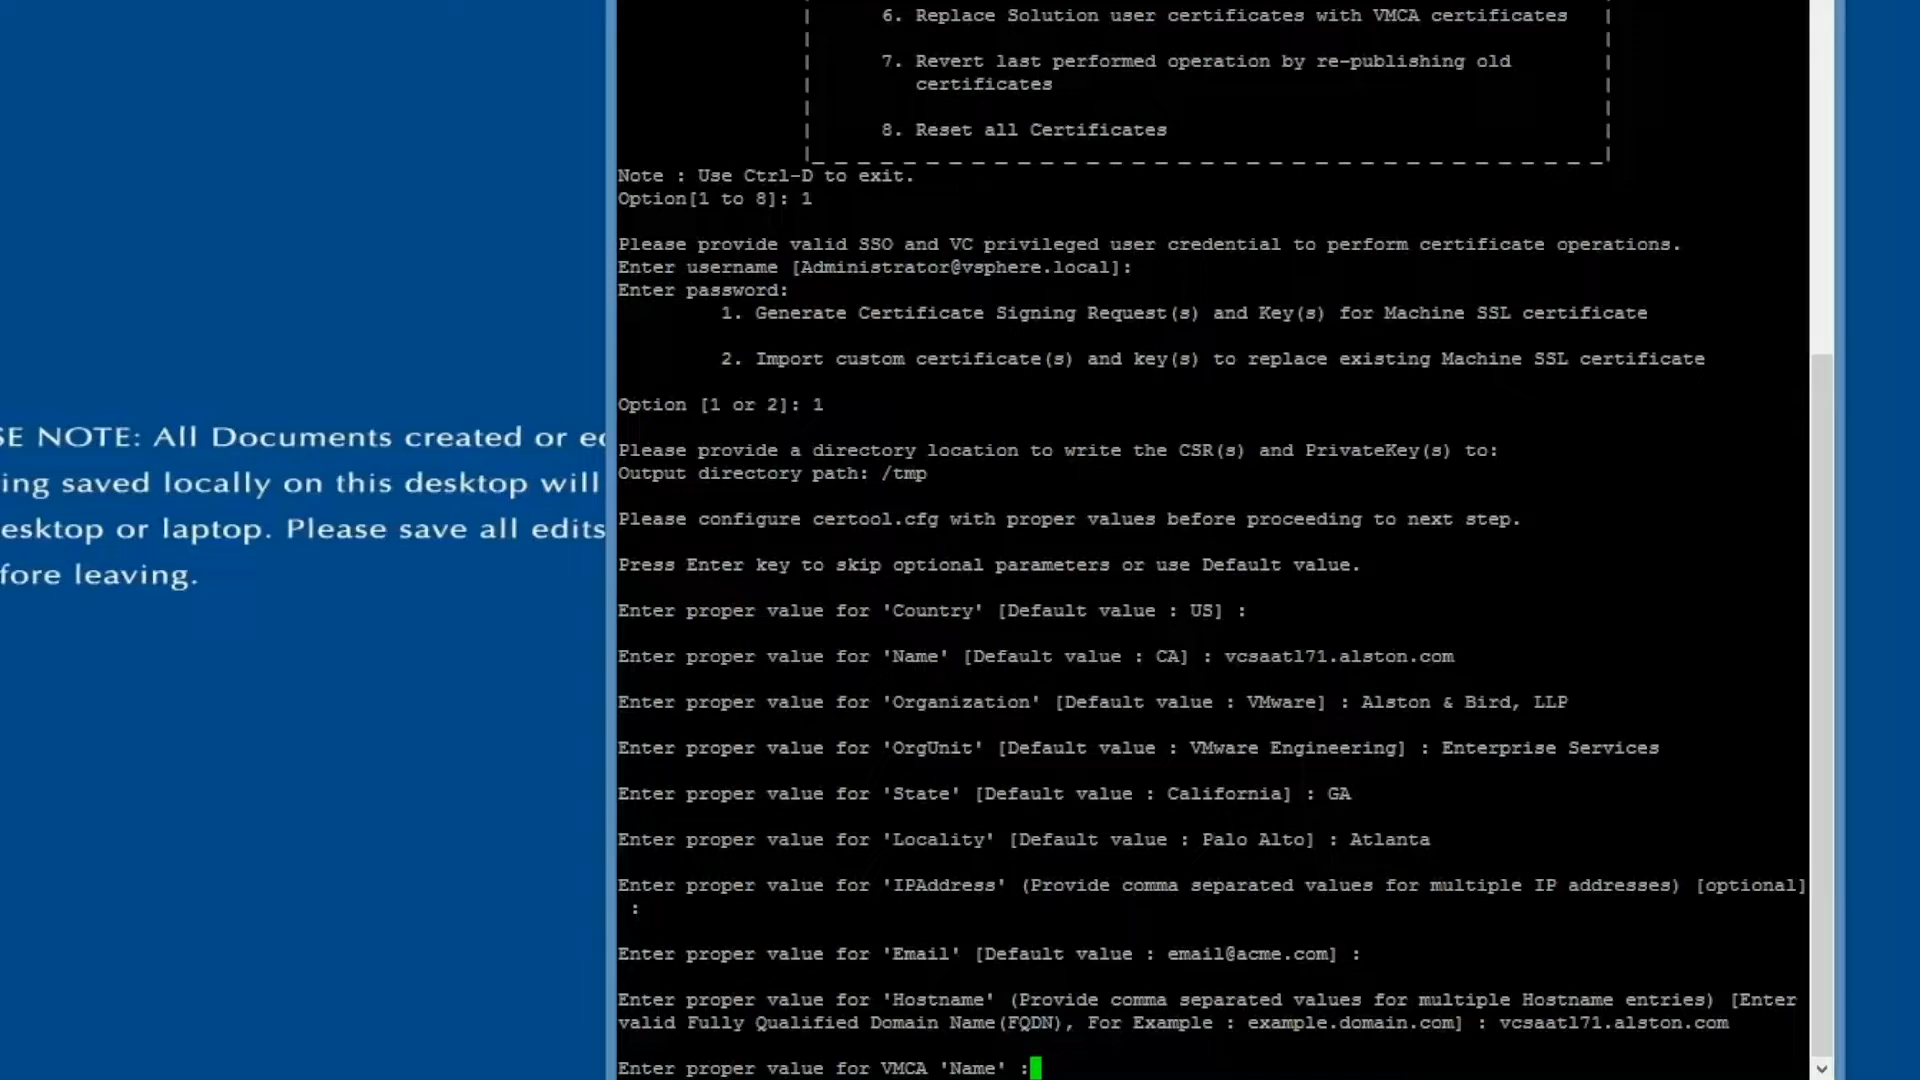 6. Replace Solution user certificates with VMCA certificates
7. Revert last performed operation by re-publishing old
certificates
8. Reset all Certificates
Note : Use Ctrl-D to exit.
Option[1 to 8]: 1
Please provide valid SSO and VC privileged user credential to perform certificate operations.
Enter username [Administrator@vsphere.local]:
Enter password:
1. Generate Certificate Signing Request(s) and Key(s) for Machine SSL certificate
2. Import custom certificate(s) and key(s) to replace existing Machine SSL certificate
Option [1 or 2]: 1
Please provide a directory location to write the CSR(s) and PrivateKey(s) to:
Output directory path: /tmp
Please configure certool.cfg with proper values before proceeding to next step.
Press Enter key to skip optional parameters or use Default value.
Enter proper value for 'Country' [Default value : US] :
Enter proper value for 'Name' [Default value : CA] : vcsaatl71.alston.com
Enter proper value for 'Organization' [Default value : VMware] : Alston & Bird, LLP
Enter proper value for 'OrgUnit' [Default value : VMware Engineering] : Enterprise Services
Enter proper value for 'State' [Default value : California] : GA
Enter proper value for 'Locality' [Default value : Palo Alto] : Atlanta
Enter proper value for 'IPAddress' (Provide comma separated values for multiple IP addresses) [optional]
:
Enter proper value for 'Email' [Default value : email@acme.com] :
Enter proper value for 'Hostname' (Provide comma separated values for multiple Hostname entries) [Enter
valid Fully Qualified Domain Name(FQDN), For Example : example.domain.com] : vcsaatl71.alston.com
Enter proper value for VMCA 'Name' :
SE NOTE: All Documents created or ed
ing saved locally on this desktop will
esktop or laptop. Please save all edits
fore leaving.